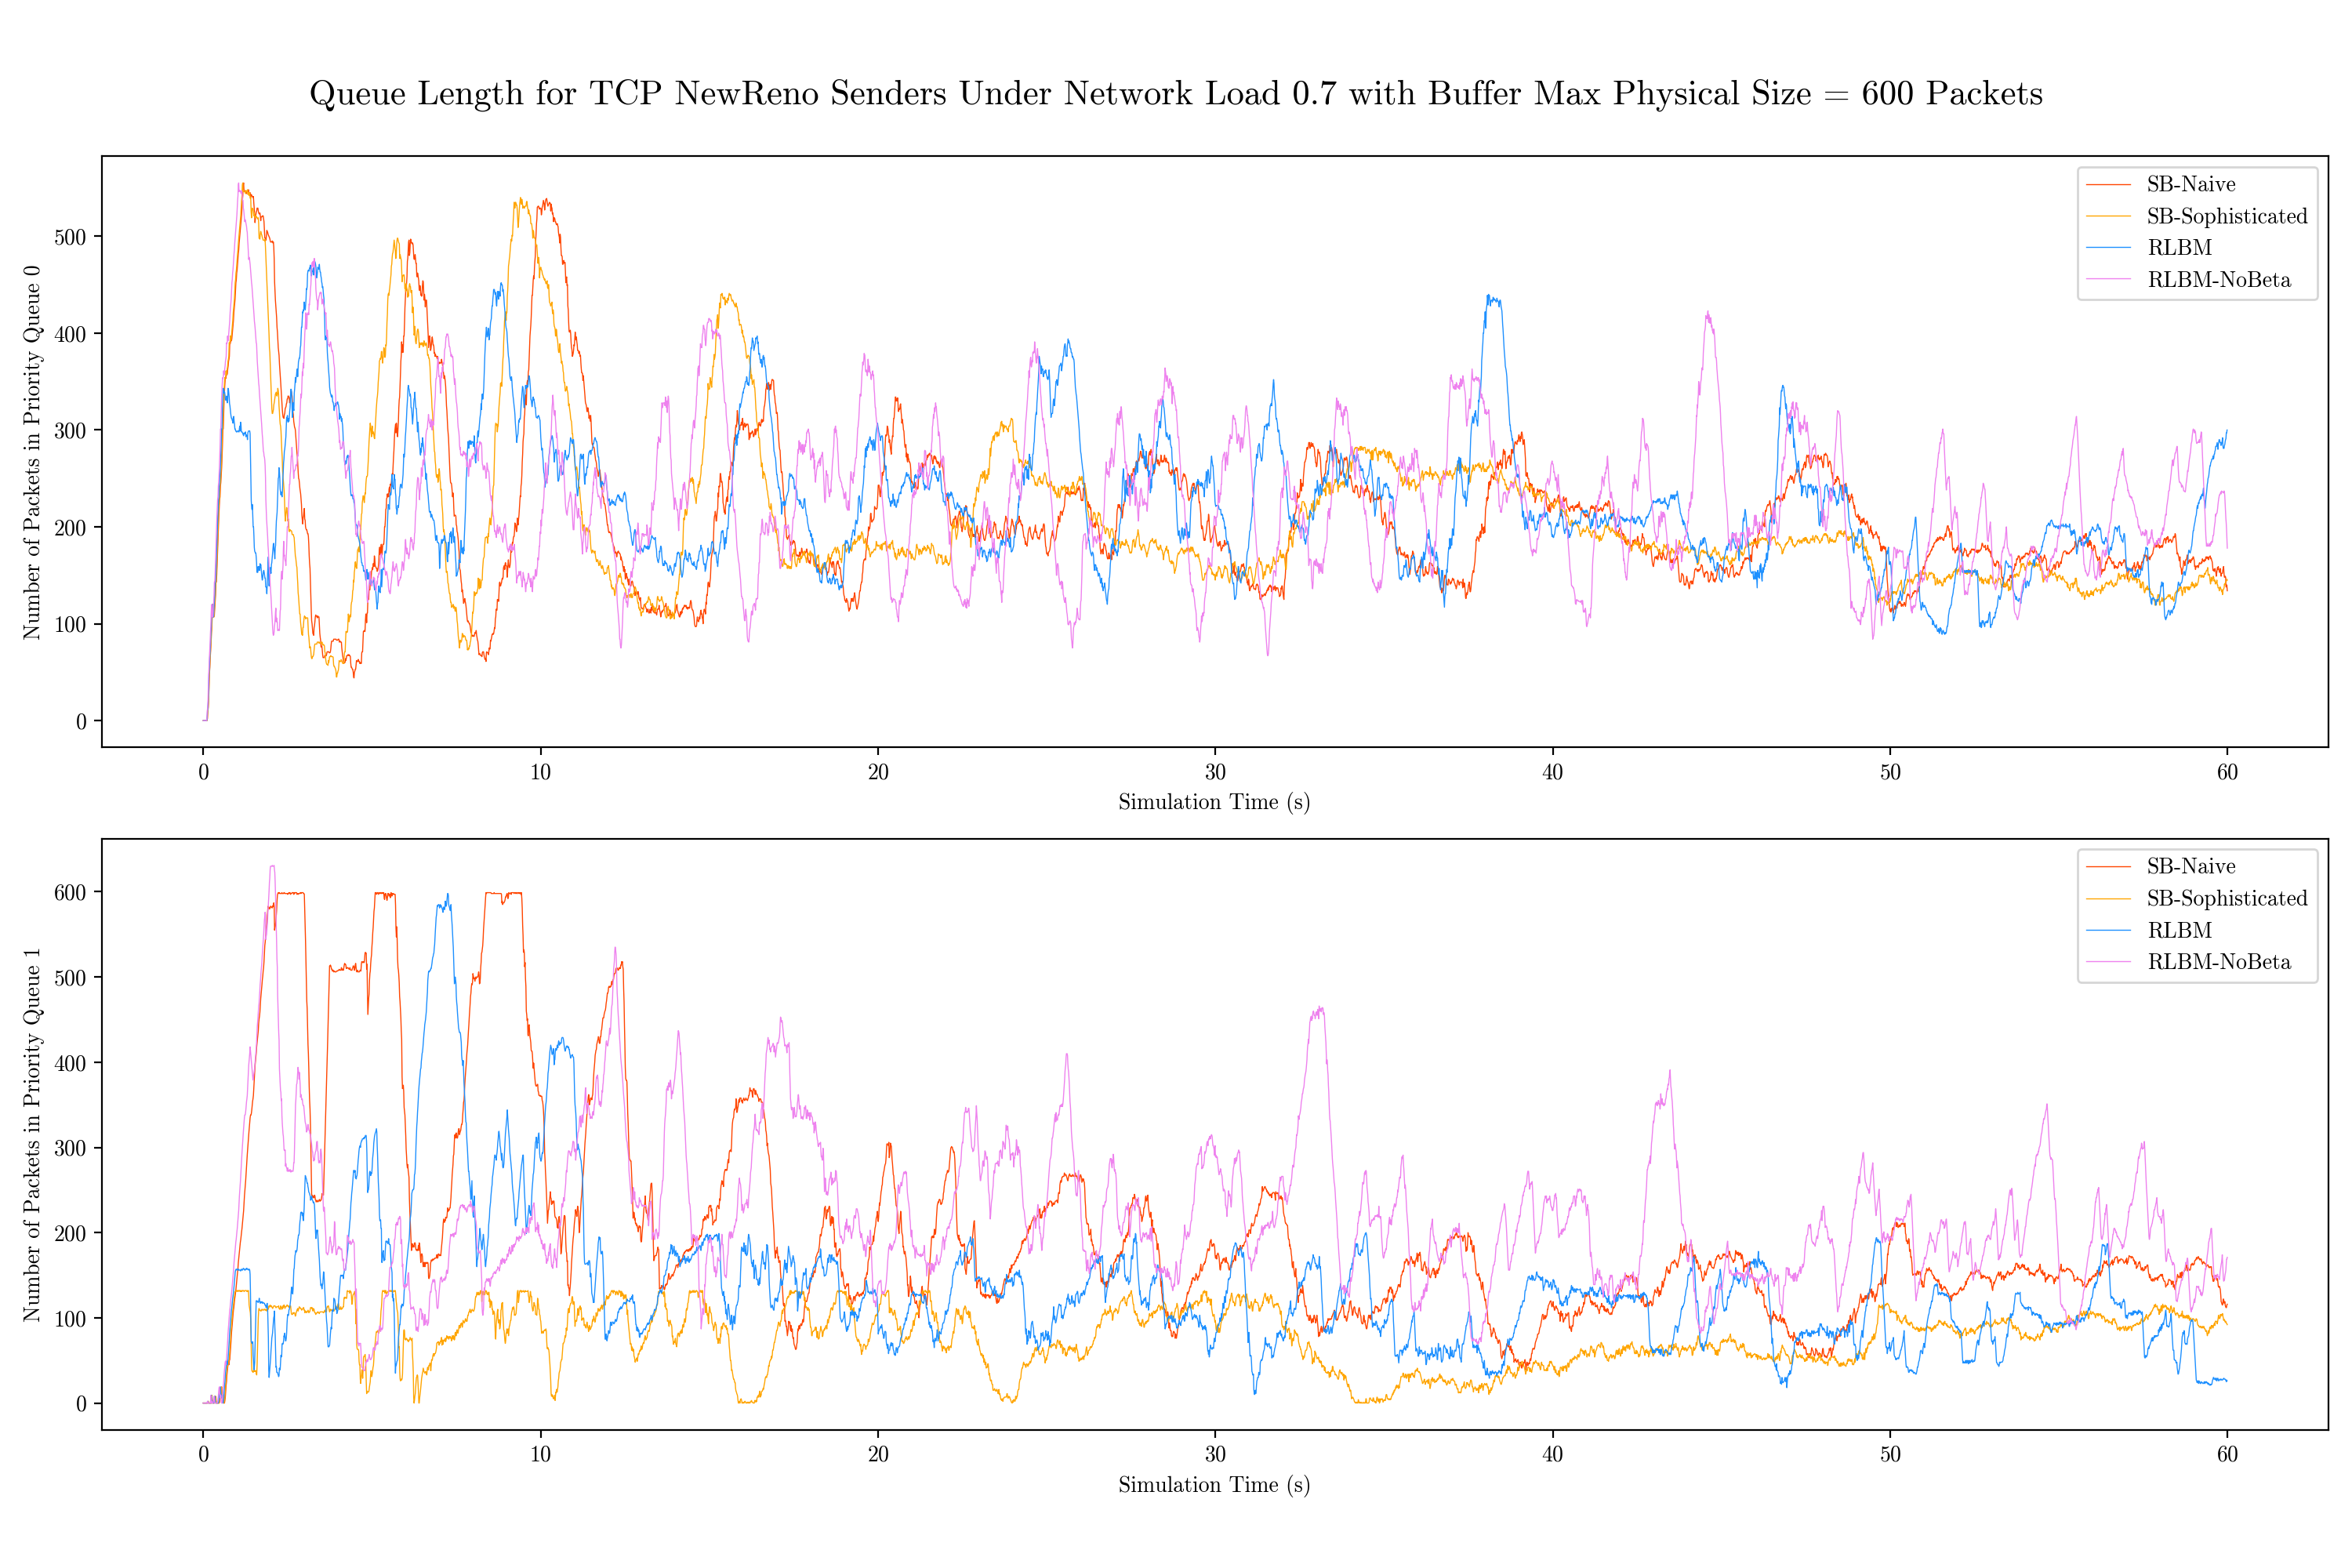 Queue Length for TCP NewReno Senders Under Network Load 0.7 with Buffer Max Physical Size = 600 Packets
Number of Packets in Priority Queue 0
500
400
300
200
100
0
SB-Naive
SB-Sophisticated
RLBM
RLBM-NoBeta
0 10 20 30 40 50 60
Simulation Time (s)
Number of Packets in Priority Queue 1
600
500
400
300
200
100
0
SB-Naive
SB-Sophisticated
RLBM
RLBM-NoBeta
0 10 20 30 40 50 60
Simulation Time (s)